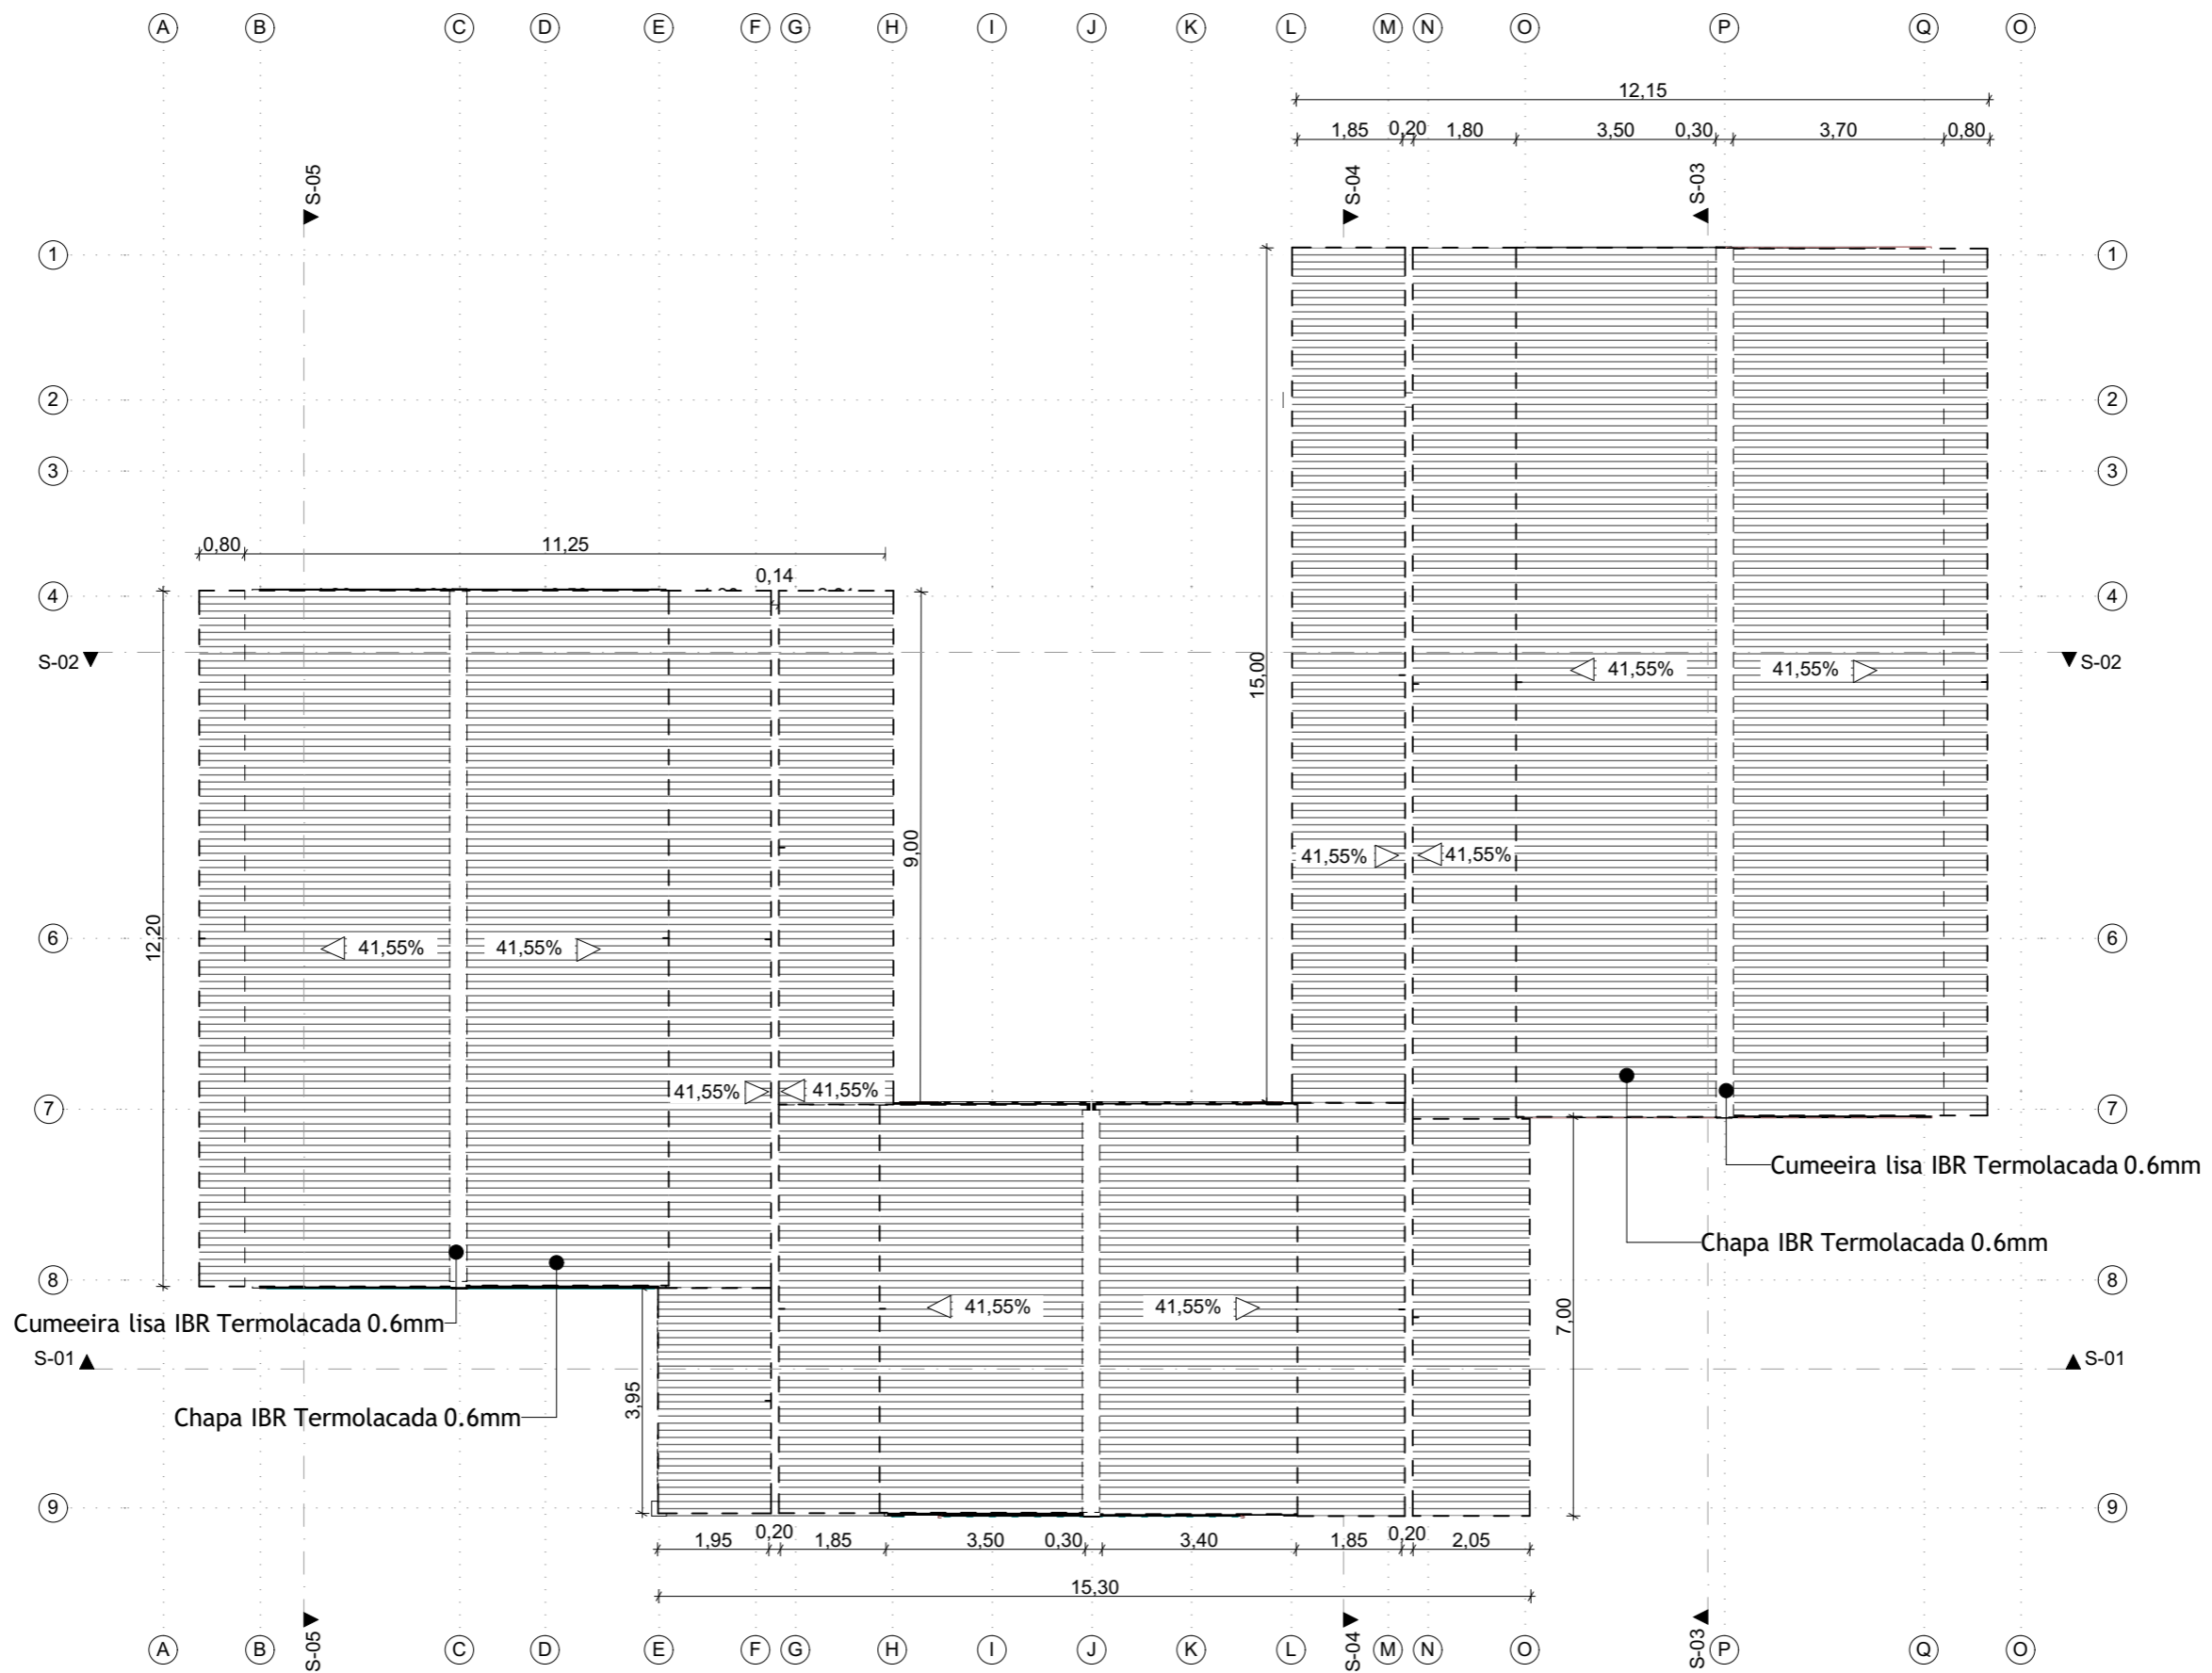 A B C D E F G H I J K L M N O P Q O
12,15
1,85 0,20 1,80 3,50 0,30 3,70 0,80
S-05 S-04 S-03
1 1
2 2
3 3
0,80 11,25
0,14
4 4
S-02 S-02
15,00
41,55% 41,55%
9,00
41,55% 41,55%
12,20
6 6
41,55% 41,55%
41,55% 41,55%
7 7
Cumeeira lisa IBR Termolacada 0.6mm
Chapa IBR Termolacada 0.6mm
8 8
41,55% 41,55%
7,00
Cumeeira lisa IBR Termolacada 0.6mm
S-01 S-01
3,95
Chapa IBR Termolacada 0.6mm
9 9
1,95 0,20 1,85 3,50 0,30 3,40 1,85 0,20 2,05
15,30
S-05 S-04 S-03
A B C D E F G H I J K L M N O P Q O